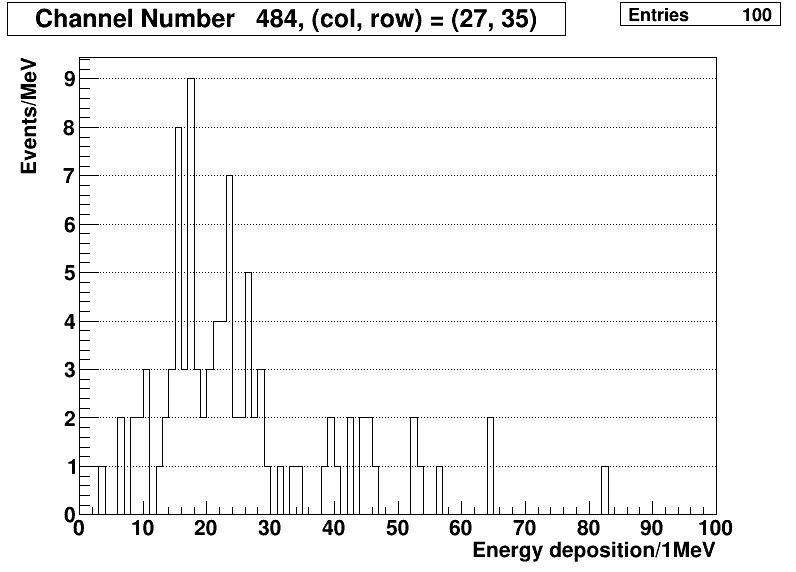 Channel Number 484, (col, row) = (27, 35)
Entries 100
Events/MeV
9
8
7
6
5
4
3
2
1
0
0 10 20 30 40 50 60 70 80 90 100
Energy deposition/1MeV